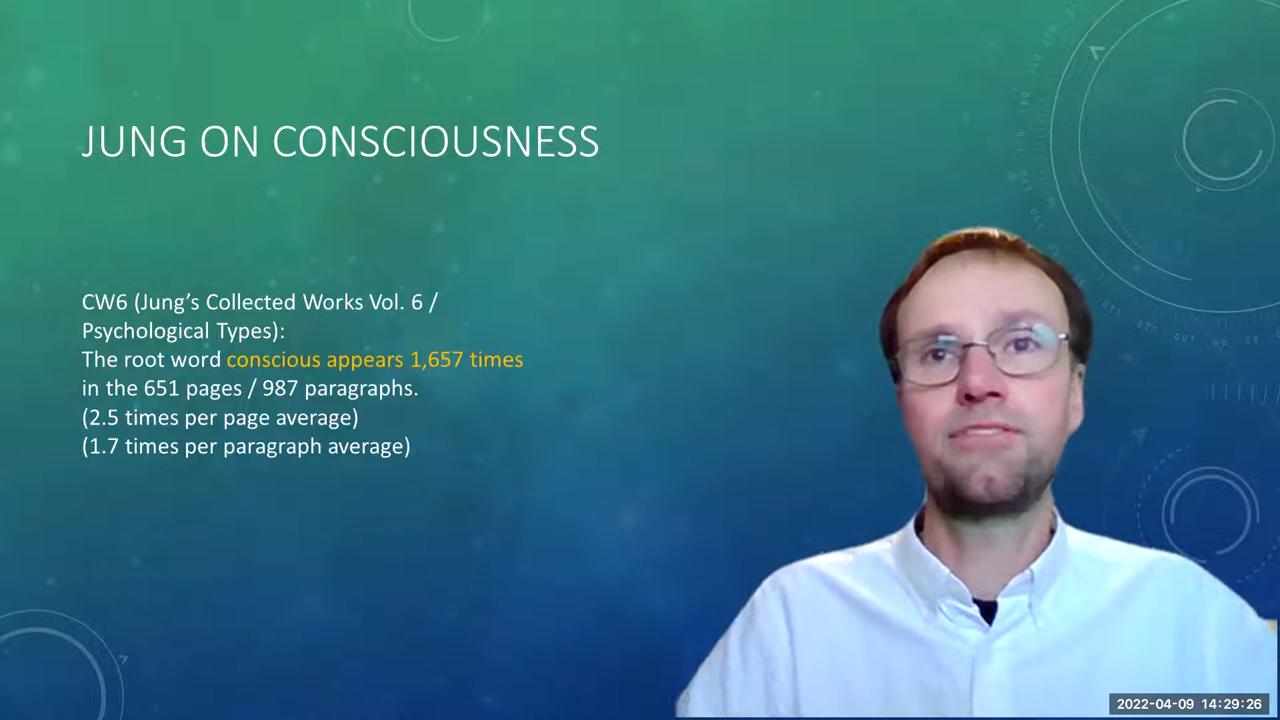 JUNG ON CONSCIOUSNESS
CW6 (Jung’s Collected Works Vol. 6 /
Psychological Types):
The root word conscious appears 1,657 times
in the 651 pages / 987 paragraphs.
(2.5 times per page average)
(1.7 times per paragraph average)
2022-04-09 14:29:26